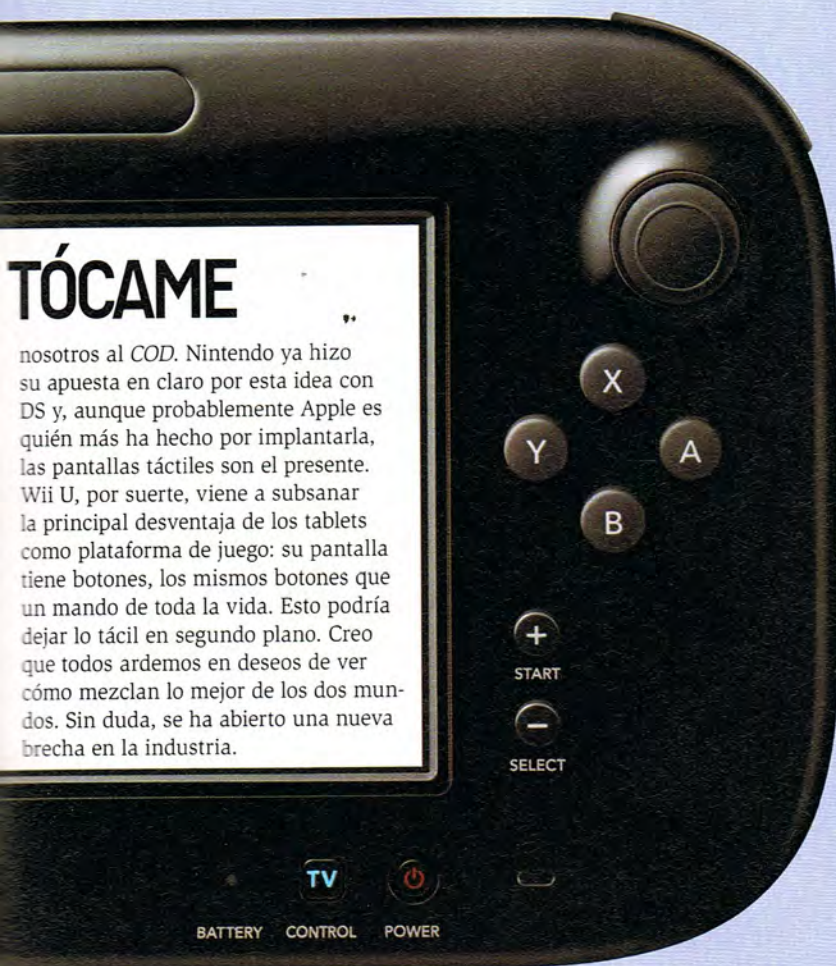 TÓCAME
nosotros al COD. Nintendo ya hizo
su apuesta en claro por esta idea con
DS y, aunque probablemente Apple es
quién más ha hecho por implantarla,
las pantallas táctiles son el presente.
Wii U, por suerte, viene a subsanar
la principal desventaja de los tablets
como plataforma de juego: su pantalla
tiene botones, los mismos botones que
un mando de toda la vida. Esto podría
dejar lo tácil en segundo plano. Creo
que todos ardemos en deseos de ver
cómo mezclan lo mejor de los dos mun-
dos. Sin duda, se ha abierto una nueva
brecha en la industria.
X
Y A
B
+
START
−
SELECT
TV
BATTERY CONTROL POWER